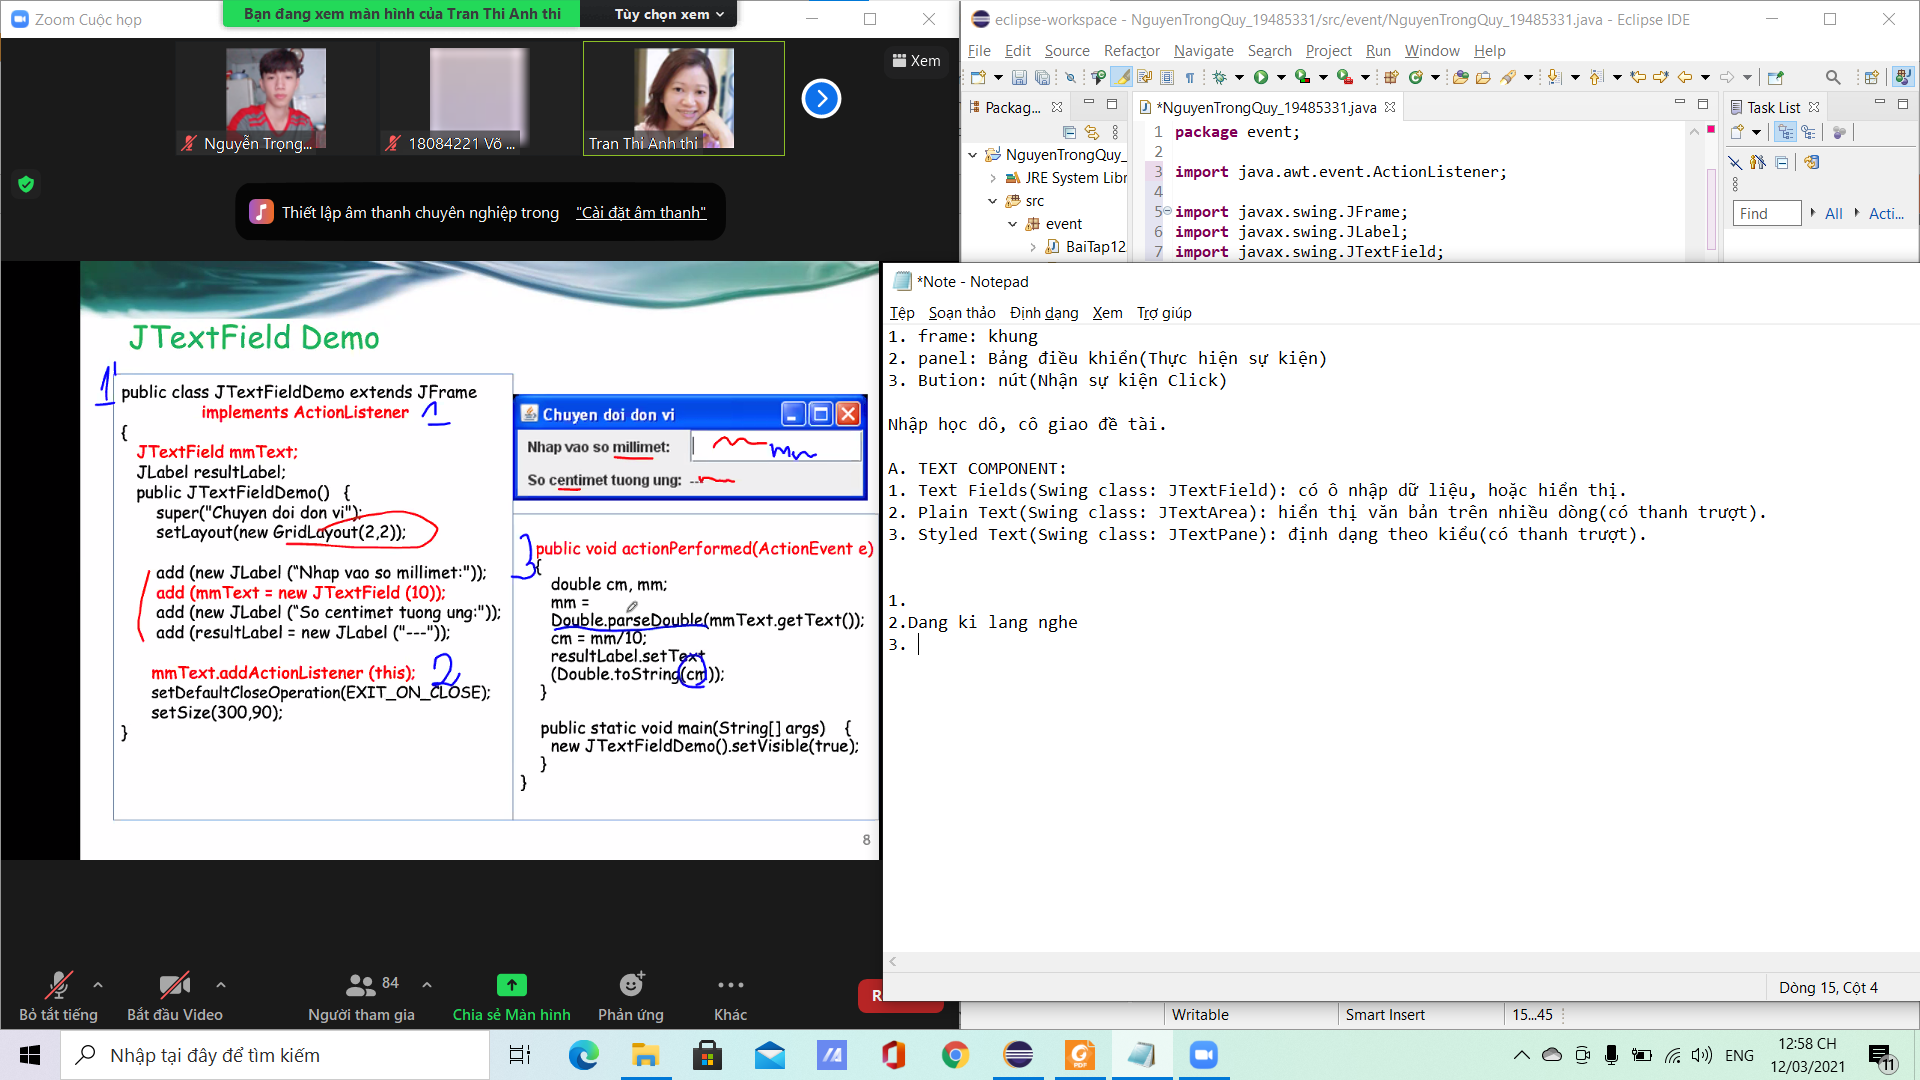 Zoom Cuộc họp
Bạn đang xem màn hình của Tran Thi Anh thi
Tùy chọn xem
Xem
Nguyễn Trọng...
18084221 Võ ...
Tran Thi Anh thi
Thiết lập âm thanh chuyên nghiệp trong "Cài đặt âm thanh"
JTextField Demo
1
public class JTextFieldDemo extends JFrame
implements ActionListener 1
{
JTextField mmText;
JLabel resultLabel;
public JTextFieldDemo() {
super("Chuyen doi don vi");
setLayout(new GridLayout(2,2));
add (new JLabel ("Nhap vao so millimet:"));
add (mmText = new JTextField (10));
add (new JLabel ("So centimet tuong ung:"));
add (resultLabel = new JLabel ("---"));
mmText.addActionListener (this); 2
setDefaultCloseOperation(EXIT_ON_CLOSE);
setSize(300,90);
}
Chuyen doi don vi
Nhap vao so millimet:
mm
So centimet tuong ung: --
3
public void actionPerformed(ActionEvent e)
{
double cm, mm;
mm =
Double.parseDouble(mmText.getText());
cm = mm/10;
resultLabel.setText
(Double.toString(cm));
}
public static void main(String[] args) {
new JTextFieldDemo().setVisible(true);
}
}
8
Bỏ tắt tiếng
Bắt đầu Video
84
Người tham gia
Chia sẻ Màn hình
Phản ứng
Khác
R
eclipse-workspace - NguyenTrongQuy_19485331/src/event/NguyenTrongQuy_19485331.java - Eclipse IDE
File Edit Source Refactor Navigate Search Project Run Window Help
Packag...
*NguyenTrongQuy_19485331.java
Task List
NguyenTrongQuy_
JRE System Libr
src
event
BaiTap12
1 package event;
2
3 import java.awt.event.ActionListener;
4
5 import javax.swing.JFrame;
6 import javax.swing.JLabel;
7 import javax.swing.JTextField;
Find
All
Acti...
*Note - Notepad
Tệp Soạn thảo Định dạng Xem Trợ giúp
1. frame: khung
2. panel: Bảng điều khiển(Thực hiện sự kiện)
3. Bution: nút(Nhận sự kiện Click)
Nhập học dô, cô giao đề tài.
A. TEXT COMPONENT:
1. Text Fields(Swing class: JTextField): có ô nhập dữ liệu, hoặc hiển thị.
2. Plain Text(Swing class: JTextArea): hiển thị văn bản trên nhiều dòng(có thanh trượt).
3. Styled Text(Swing class: JTextPane): định dạng theo kiểu(có thanh trượt).
1.
2.Dang ki lang nghe
3.
Dòng 15, Cột 4
Writable
Smart Insert
15...45
Nhập tại đây để tìm kiếm
PDF
ENG
12:58 CH
12/03/2021
11